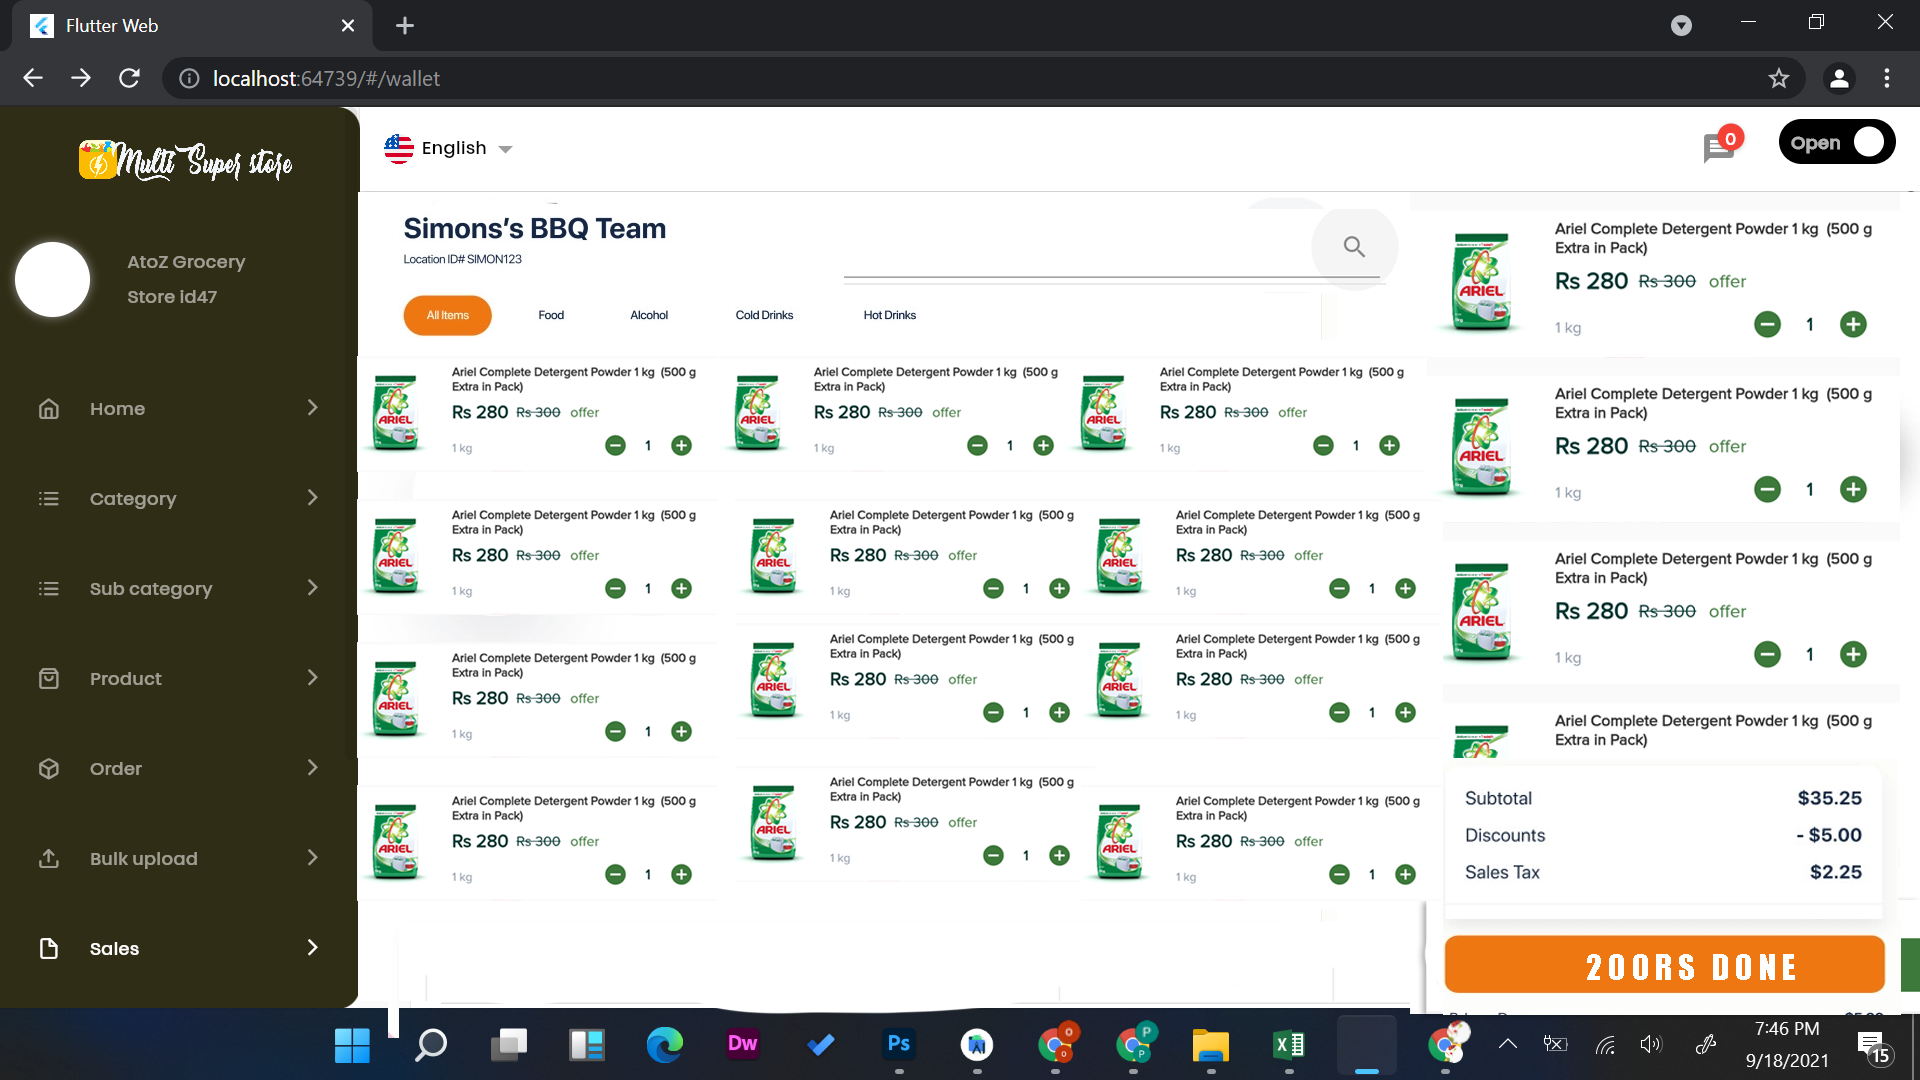 Flutter Web
localhost:64739/#/wallet
Multi Super store
AtoZ Grocery
Store id47
Home
Category
Sub category
Product
Order
Bulk upload
Sales
English
0
Open
Simons's BBQ Team
Location ID# SIMON123
All Items
Food
Alcohol
Cold Drinks
Hot Drinks
ARIEL
Ariel Complete Detergent Powder 1 kg (500 g
Extra in Pack)
Rs 280 Rs 300 offer
1 kg
1
ARIEL
Ariel Complete Detergent Powder 1 kg (500 g
Extra in Pack)
Rs 280 Rs 300 offer
1 kg
1
ARIEL
Ariel Complete Detergent Powder 1 kg (500 g
Extra in Pack)
Rs 280 Rs 300 offer
1 kg
1
ARIEL
Ariel Complete Detergent Powder 1 kg (500 g
Extra in Pack)
Rs 280 Rs 300 offer
1 kg
1
ARIEL
Ariel Complete Detergent Powder 1 kg (500 g
Extra in Pack)
Rs 280 Rs 300 offer
1 kg
1
ARIEL
Ariel Complete Detergent Powder 1 kg (500 g
Extra in Pack)
Rs 280 Rs 300 offer
1 kg
1
ARIEL
Ariel Complete Detergent Powder 1 kg (500 g
Extra in Pack)
Rs 280 Rs 300 offer
1 kg
1
ARIEL
Ariel Complete Detergent Powder 1 kg (500 g
Extra in Pack)
Rs 280 Rs 300 offer
1 kg
1
ARIEL
Ariel Complete Detergent Powder 1 kg (500 g
Extra in Pack)
Rs 280 Rs 300 offer
1 kg
1
ARIEL
Ariel Complete Detergent Powder 1 kg (500 g
Extra in Pack)
Rs 280 Rs 300 offer
1 kg
1
ARIEL
Ariel Complete Detergent Powder 1 kg (500 g
Extra in Pack)
Rs 280 Rs 300 offer
1 kg
1
ARIEL
Ariel Complete Detergent Powder 1 kg (500 g
Extra in Pack)
Rs 280 Rs 300 offer
1 kg
1
ARIEL
Ariel Complete Detergent Powder 1 kg (500 g
Extra in Pack)
Rs 280 Rs 300 offer
1 kg
1
ARIEL
Ariel Complete Detergent Powder 1 kg (500 g
Extra in Pack)
Rs 280 Rs 300 offer
1 kg
1
ARIEL
Ariel Complete Detergent Powder 1 kg (500 g
Extra in Pack)
Rs 280 Rs 300 offer
1 kg
1
Ariel Complete Detergent Powder 1 kg (500 g
Extra in Pack)
Subtotal $35.25
Discounts - $5.00
Sales Tax $2.25
200RS DONE
Dw
Ps
7:46 PM
9/18/2021
15